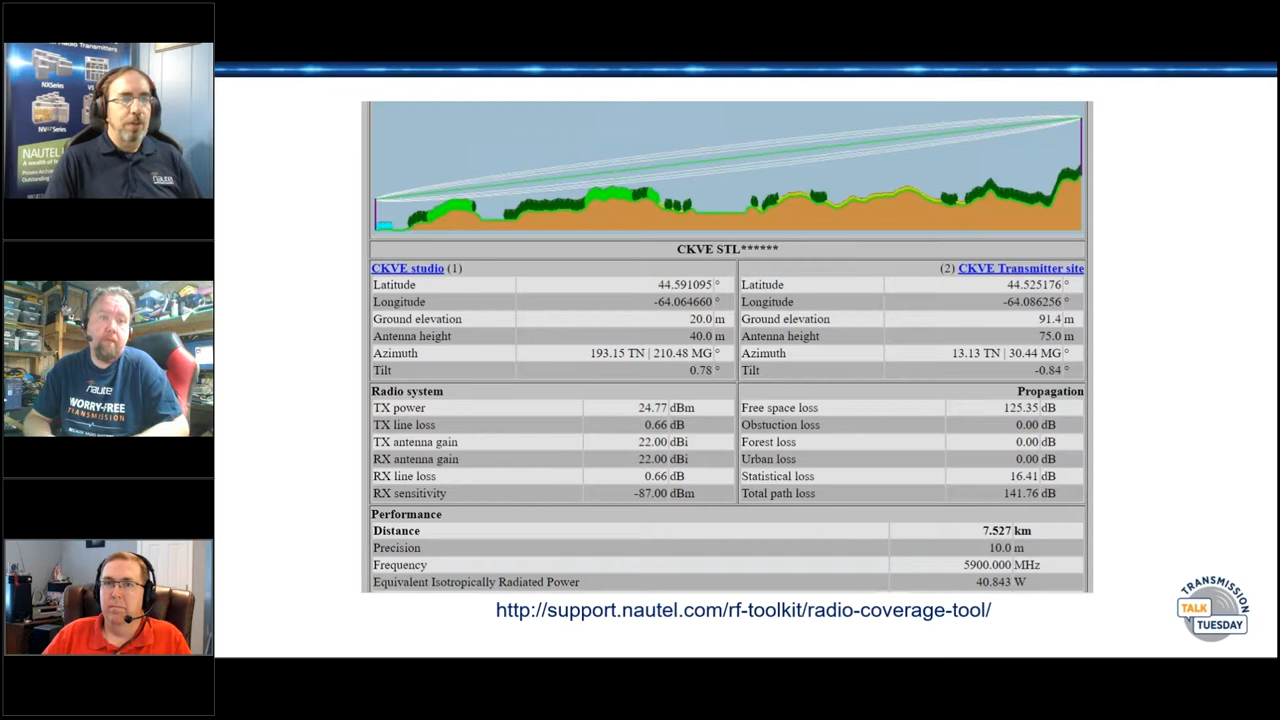 Radio Transmitters
NXSeries
NVLTSeries
NAUTEL
A wealth of
nautel
naute
WORRY-FREE
TRANSMISSION
CKVE STL******
CKVE studio (1)
Latitude 44.591095 °
Longitude -64.064660 °
Ground elevation 20.0 m
Antenna height 40.0 m
Azimuth 193.15 TN | 210.48 MG °
Tilt 0.78 °
(2) CKVE Transmitter site
Latitude 44.525176 °
Longitude -64.086256 °
Ground elevation 91.4 m
Antenna height 75.0 m
Azimuth 13.13 TN | 30.44 MG °
Tilt -0.84 °
Radio system
TX power 24.77 dBm
TX line loss 0.66 dB
TX antenna gain 22.00 dBi
RX antenna gain 22.00 dBi
RX line loss 0.66 dB
RX sensitivity -87.00 dBm
Propagation
Free space loss 125.35 dB
Obstuction loss 0.00 dB
Forest loss 0.00 dB
Urban loss 0.00 dB
Statistical loss 16.41 dB
Total path loss 141.76 dB
Performance
Distance 7.527 km
Precision 10.0 m
Frequency 5900.000 MHz
Equivalent Isotropically Radiated Power 40.843 W
http://support.nautel.com/rf-toolkit/radio-coverage-tool/
TRANSMISSION
TALK
TUESDAY